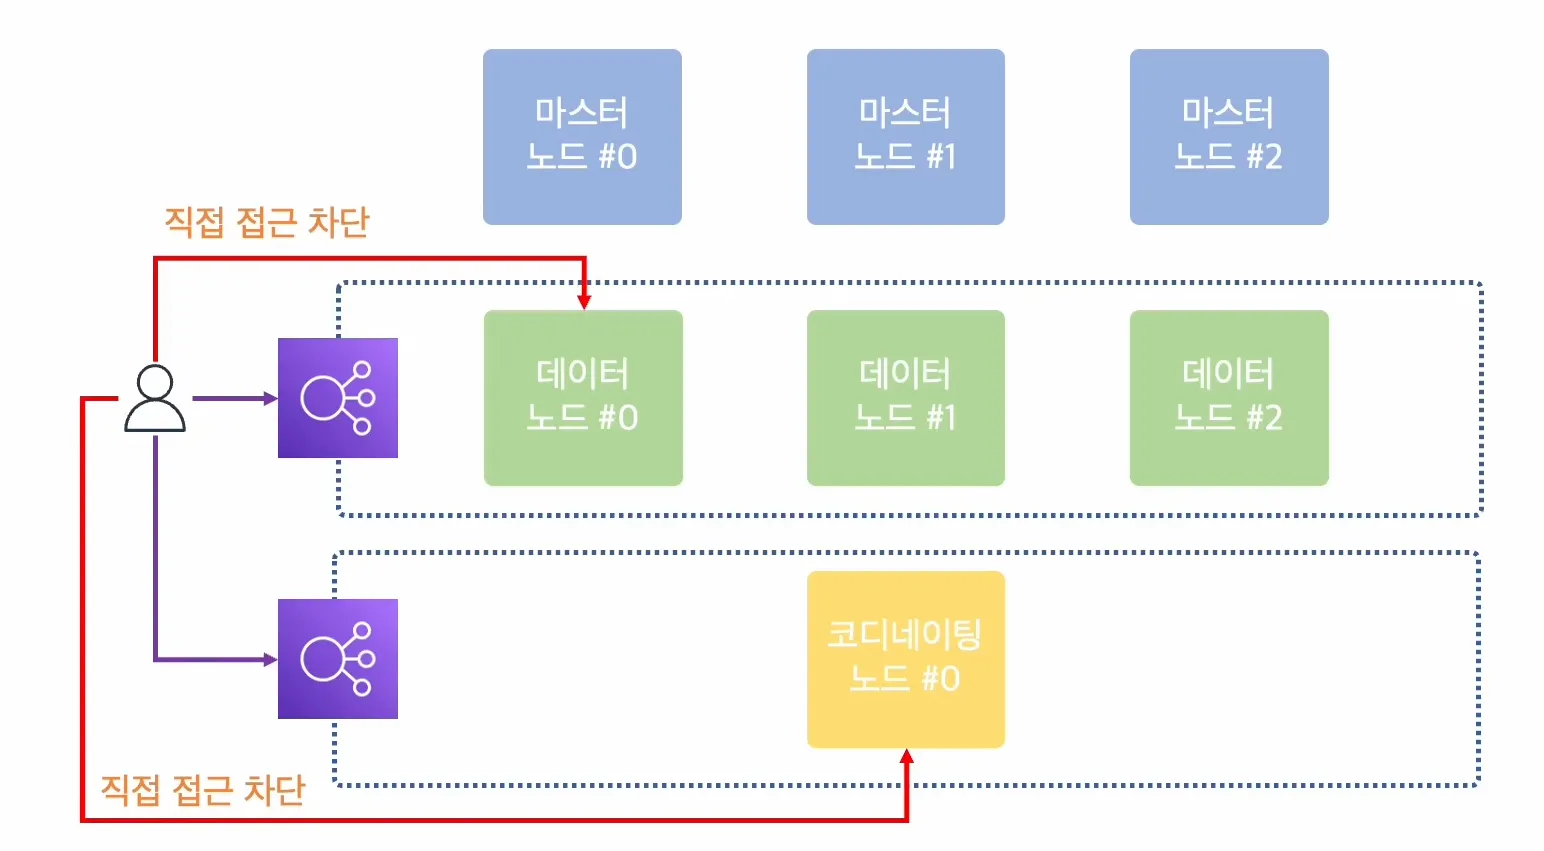 마스터
노드 #0
마스터
노드 #1
마스터
노드 #2
직접 접근 차단
데이터
노드 #0
데이터
노드 #1
데이터
노드 #2
코디네이팅
노드 #0
직접 접근 차단